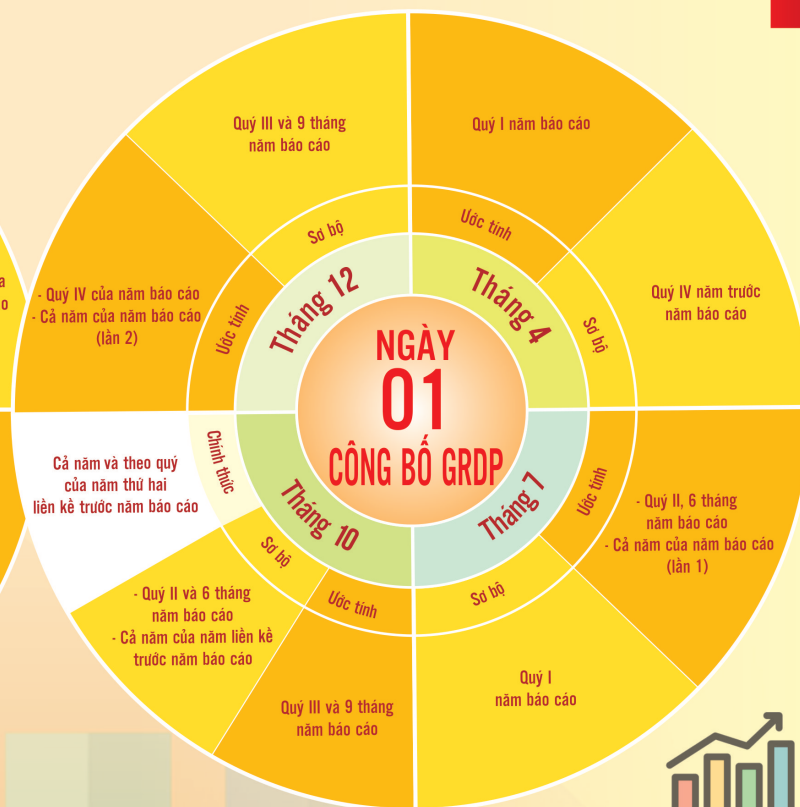 NGÀY
01
CÔNG BỐ GRDP
Tháng 4
Ước tính
Quý I năm báo cáo
Sơ bộ
Quý IV năm trước
năm báo cáo
Tháng 7
Ước tính
- Quý II, 6 tháng
năm báo cáo
- Cả năm của năm báo cáo
(lần 1)
Sơ bộ
Quý I
năm báo cáo
Tháng 10
Ước tính
Quý III và 9 tháng
năm báo cáo
Sơ bộ
- Quý II và 6 tháng
năm báo cáo
- Cả năm của năm liền kề
trước năm báo cáo
Chính thức
Cả năm và theo quý
của năm thứ hai
liền kề trước năm báo cáo
Tháng 12
Ước tính
- Quý IV của năm báo cáo
- Cả năm của năm báo cáo
(lần 2)
Sơ bộ
Quý III và 9 tháng
năm báo cáo